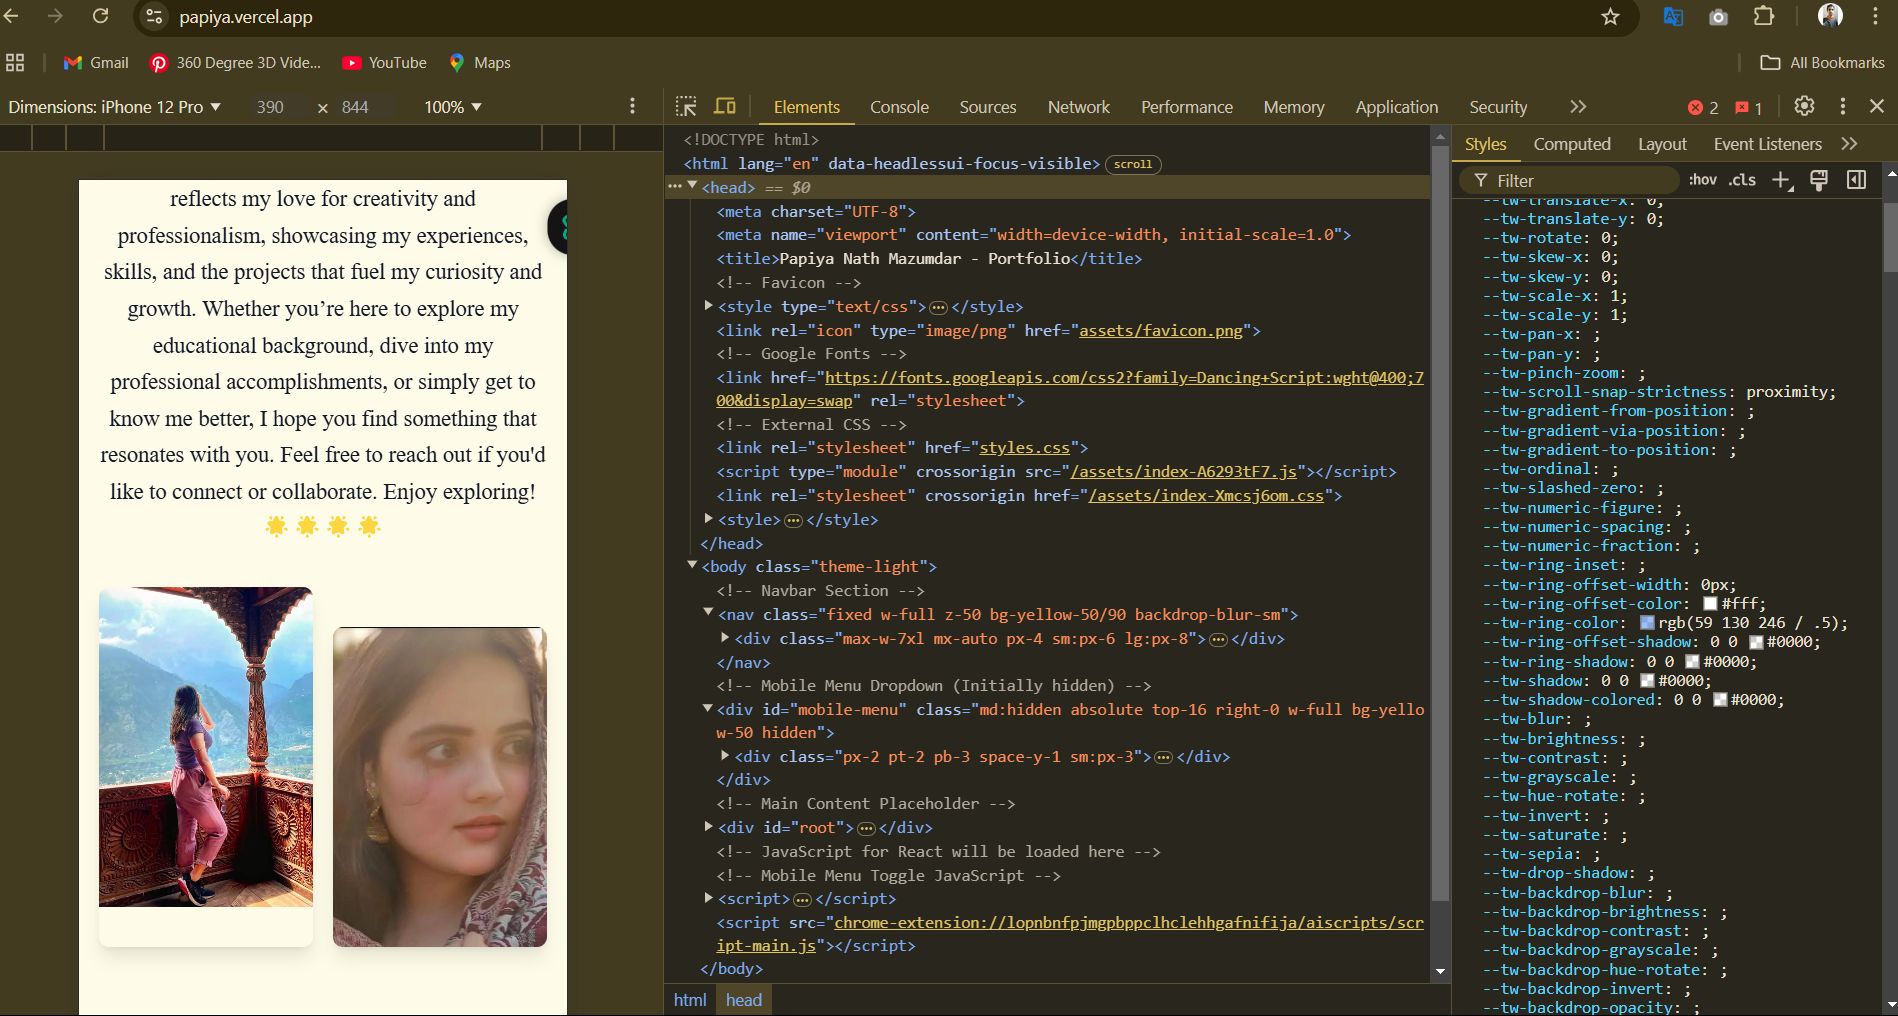 papiya.vercel.app
Gmail
360 Degree 3D Vide...
YouTube
Maps
All Bookmarks
Dimensions: iPhone 12 Pro
390 × 844
100%
reflects my love for creativity and
professionalism, showcasing my experiences,
skills, and the projects that fuel my curiosity and
growth. Whether you’re here to explore my
educational background, dive into my
professional accomplishments, or simply get to
know me better, I hope you find something that
resonates with you. Feel free to reach out if you'd
like to connect or collaborate. Enjoy exploring!
🌟 🌟 🌟 🌟
Elements Console Sources Network Performance Memory Application Security
2 1
<!DOCTYPE html>
<html lang="en" data-headlessui-focus-visible> scroll
<head> == $0
<meta charset="UTF-8">
<meta name="viewport" content="width=device-width, initial-scale=1.0">
<title>Papiya Nath Mazumdar - Portfolio</title>
<!-- Favicon -->
<style type="text/css">…</style>
<link rel="icon" type="image/png" href="assets/favicon.png">
<!-- Google Fonts -->
<link href="https://fonts.googleapis.com/css2?family=Dancing+Script:wght@400;7
00&display=swap" rel="stylesheet">
<!-- External CSS -->
<link rel="stylesheet" href="styles.css">
<script type="module" crossorigin src="/assets/index-A6293tF7.js"></script>
<link rel="stylesheet" crossorigin href="/assets/index-Xmcsj6om.css">
<style>…</style>
</head>
<body class="theme-light">
<!-- Navbar Section -->
<nav class="fixed w-full z-50 bg-yellow-50/90 backdrop-blur-sm">
<div class="max-w-7xl mx-auto px-4 sm:px-6 lg:px-8">…</div>
</nav>
<!-- Mobile Menu Dropdown (Initially hidden) -->
<div id="mobile-menu" class="md:hidden absolute top-16 right-0 w-full bg-yello
w-50 hidden">
<div class="px-2 pt-2 pb-3 space-y-1 sm:px-3">…</div>
</div>
<!-- Main Content Placeholder -->
<div id="root">…</div>
<!-- JavaScript for React will be loaded here -->
<!-- Mobile Menu Toggle JavaScript -->
<script>…</script>
<script src="chrome-extension://lopnbnfpjmgpbppclhclehhgafnifija/aiscripts/scr
ipt-main.js"></script>
</body>
html head
Styles Computed Layout Event Listeners
Filter
:hov .cls
--tw-translate-x: 0;
--tw-translate-y: 0;
--tw-rotate: 0;
--tw-skew-x: 0;
--tw-skew-y: 0;
--tw-scale-x: 1;
--tw-scale-y: 1;
--tw-pan-x: ;
--tw-pan-y: ;
--tw-pinch-zoom: ;
--tw-scroll-snap-strictness: proximity;
--tw-gradient-from-position: ;
--tw-gradient-via-position: ;
--tw-gradient-to-position: ;
--tw-ordinal: ;
--tw-slashed-zero: ;
--tw-numeric-figure: ;
--tw-numeric-spacing: ;
--tw-numeric-fraction: ;
--tw-ring-inset: ;
--tw-ring-offset-width: 0px;
--tw-ring-offset-color: #fff;
--tw-ring-color: rgb(59 130 246 / .5);
--tw-ring-offset-shadow: 0 0 #0000;
--tw-ring-shadow: 0 0 #0000;
--tw-shadow: 0 0 #0000;
--tw-shadow-colored: 0 0 #0000;
--tw-blur: ;
--tw-brightness: ;
--tw-contrast: ;
--tw-grayscale: ;
--tw-hue-rotate: ;
--tw-invert: ;
--tw-saturate: ;
--tw-sepia: ;
--tw-drop-shadow: ;
--tw-backdrop-blur: ;
--tw-backdrop-brightness: ;
--tw-backdrop-contrast: ;
--tw-backdrop-grayscale: ;
--tw-backdrop-hue-rotate: ;
--tw-backdrop-invert: ;
--tw-backdrop-opacity: ;